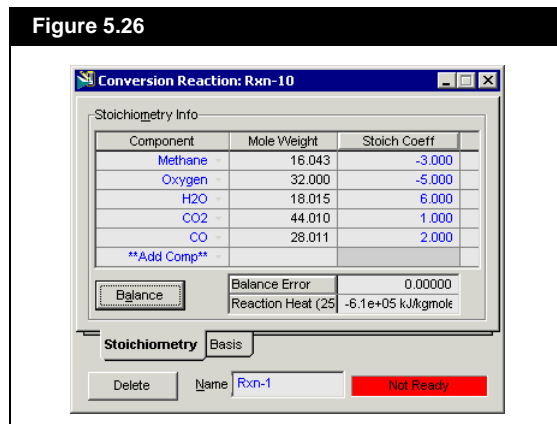 Figure 5.26
Conversion Reaction: Rxn-10
Stoichiometry Info
Component Mole Weight Stoich Coeff
Methane 16.043 -3.000
Oxygen 32.000 -5.000
H2O 18.015 6.000
CO2 44.010 1.000
CO 28.011 2.000
**Add Comp**
Balance
Balance Error 0.00000
Reaction Heat (25 -6.1e+05 kJ/kgmole
Stoichiometry Basis
Delete Name Rxn-1 Not Ready